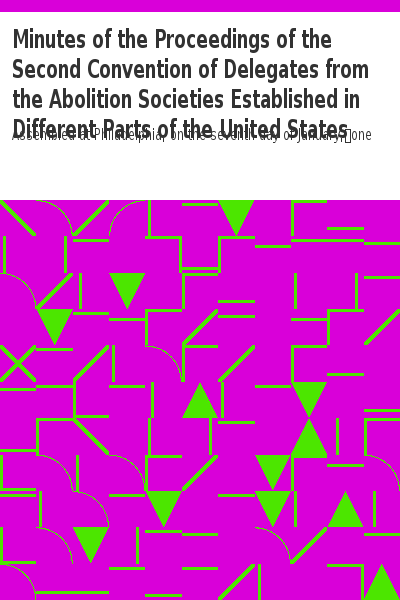 Minutes of the Proceedings of the
Second Convention of Delegates from
the Abolition Societies Established in
Different Parts of the United States
Assembled at Philadelphia, on the seventh day of January, one